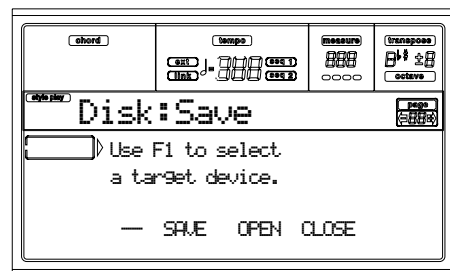 chord tempo measure transpose
ext seq 1
link seq 2
octave
style play page
Disk:Save
Use F1 to select
a target device.
— SAVE OPEN CLOSE